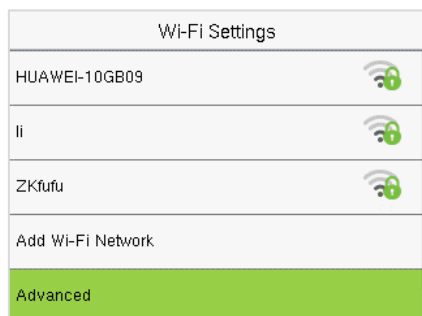 Wi-Fi Settings
HUAWEI-10GB09
li
ZKfufu
Add Wi-Fi Network
Advanced